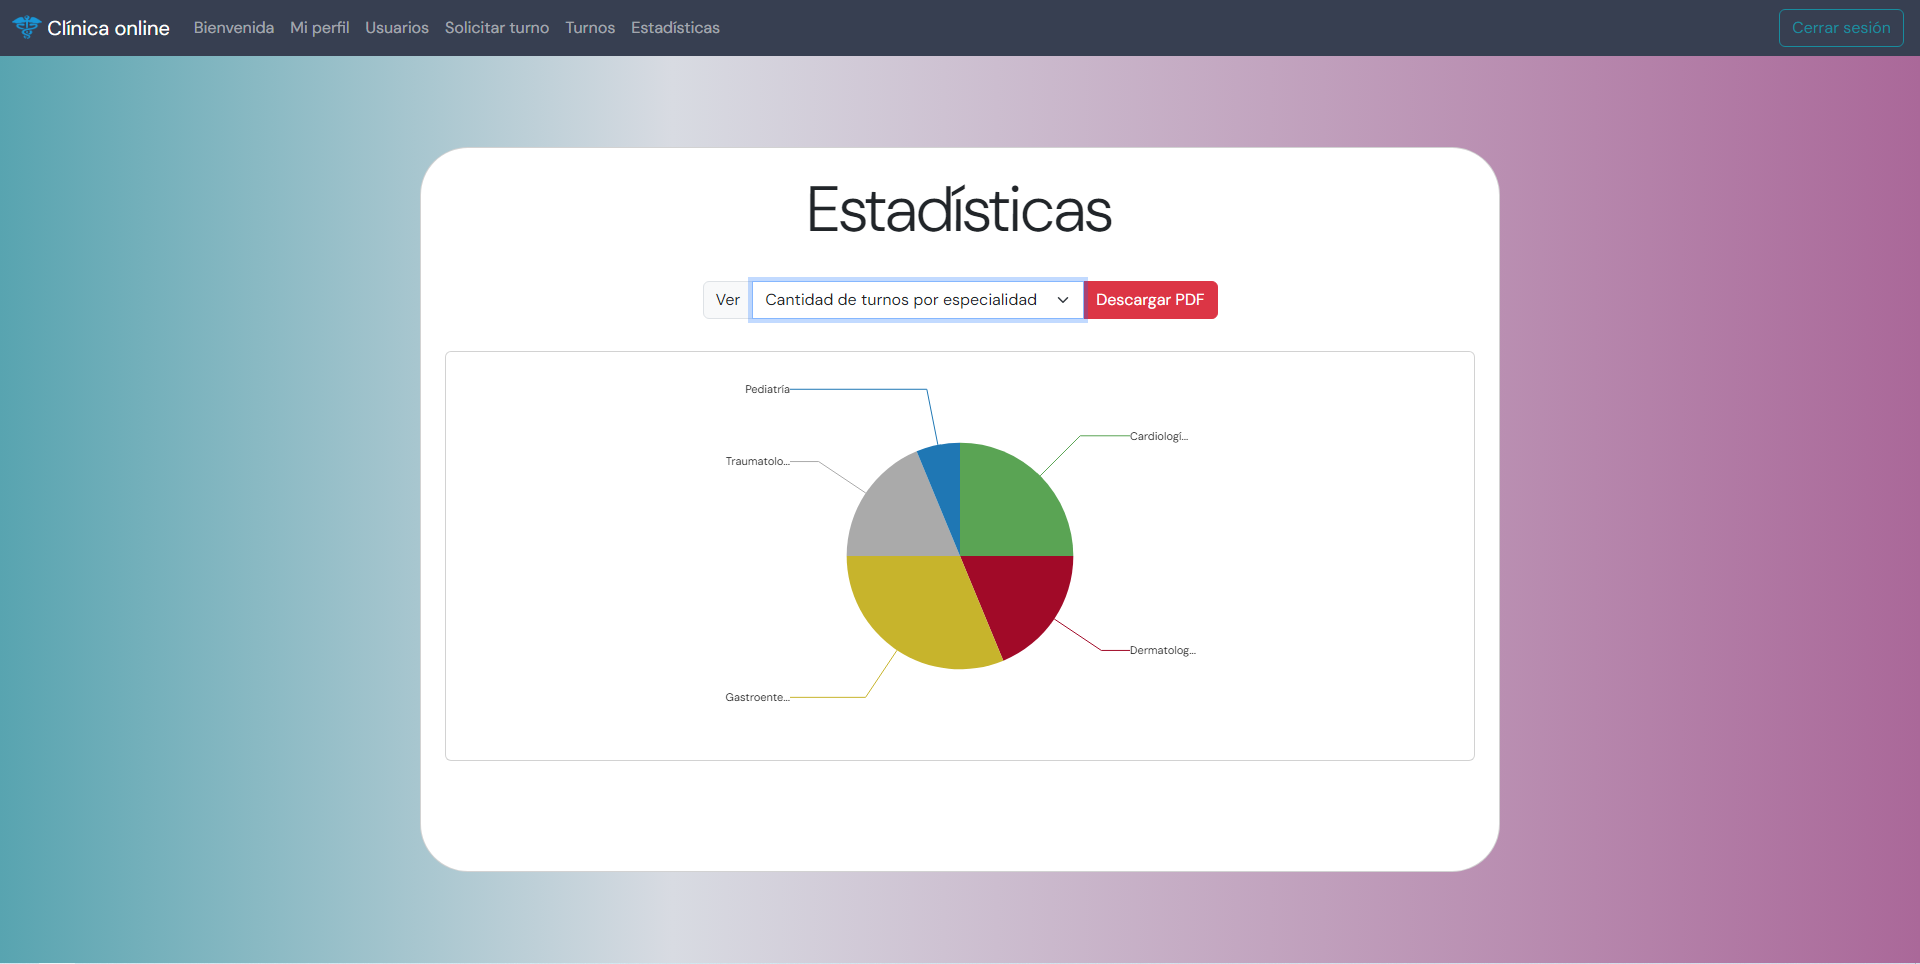 Clínica online Bienvenida Mi perfil Usuarios Solicitar turno Turnos Estadísticas Cerrar sesión
Estadísticas
Ver Cantidad de turnos por especialidad Descargar PDF
Pediatría
Cardiologí...
Traumatolo...
Dermatolog...
Gastroente...